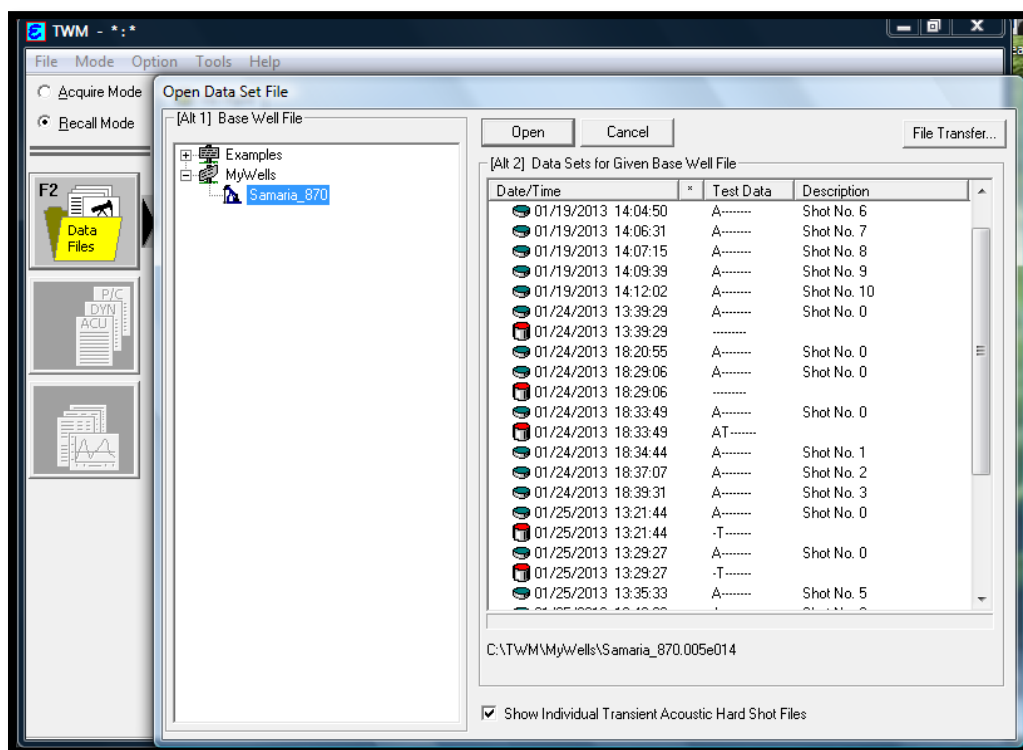 TWM - *:*
File Mode Option Tools Help
Acquire Mode
Recall Mode
F2
Data
Files
P/C
DYN
ACU
Open Data Set File
[Alt 1] Base Well File
Examples
MyWells
Samaria_870
Open Cancel File Transfer...
[Alt 2] Data Sets for Given Base Well File
Date/Time * Test Data Description
01/19/2013 14:04:50 A-------- Shot No. 6
01/19/2013 14:06:31 A-------- Shot No. 7
01/19/2013 14:07:15 A-------- Shot No. 8
01/19/2013 14:09:39 A-------- Shot No. 9
01/19/2013 14:12:02 A-------- Shot No. 10
01/24/2013 13:39:29 A-------- Shot No. 0
01/24/2013 13:39:29 ---------
01/24/2013 18:20:55 A-------- Shot No. 0
01/24/2013 18:29:06 A-------- Shot No. 0
01/24/2013 18:29:06 ---------
01/24/2013 18:33:49 A-------- Shot No. 0
01/24/2013 18:33:49 AT-------
01/24/2013 18:34:44 A-------- Shot No. 1
01/24/2013 18:37:07 A-------- Shot No. 2
01/24/2013 18:39:31 A-------- Shot No. 3
01/25/2013 13:21:44 A-------- Shot No. 0
01/25/2013 13:21:44 -T-------
01/25/2013 13:29:27 A-------- Shot No. 0
01/25/2013 13:29:27 -T-------
01/25/2013 13:35:33 A-------- Shot No. 5
C:\TWM\MyWells\Samaria_870.005e014
Show Individual Transient Acoustic Hard Shot Files